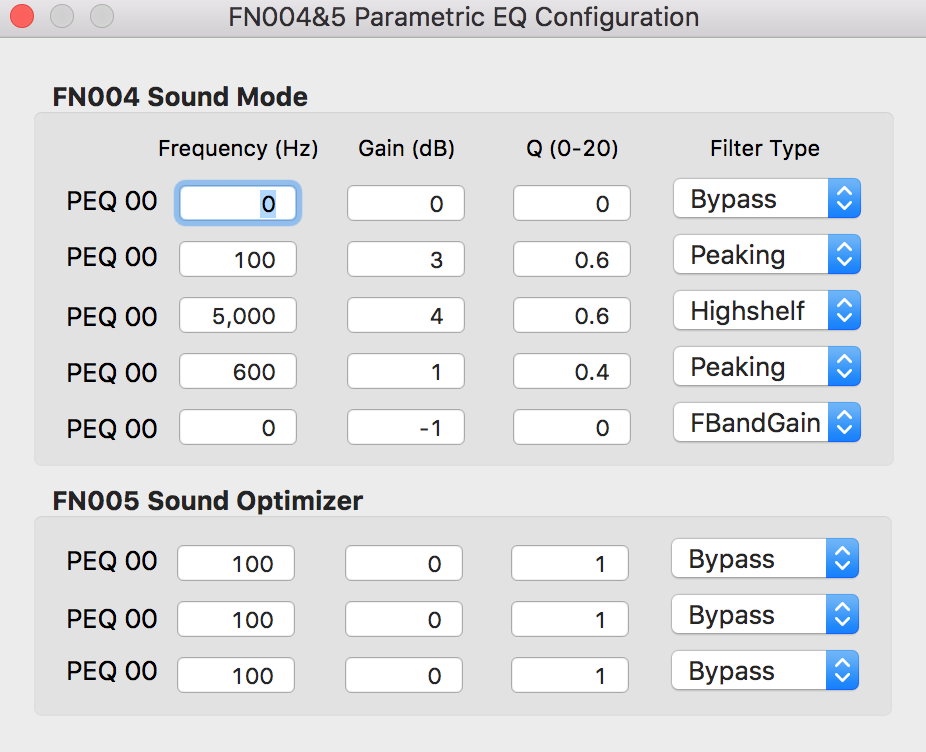 FN004&5 Parametric EQ Configuration
FN004 Sound Mode
Frequency (Hz) Gain (dB) Q (0-20) Filter Type
PEQ 00 0 0 0 Bypass
PEQ 00 100 3 0.6 Peaking
PEQ 00 5,000 4 0.6 Highshelf
PEQ 00 600 1 0.4 Peaking
PEQ 00 0 -1 0 FBandGain
FN005 Sound Optimizer
PEQ 00 100 0 1 Bypass
PEQ 00 100 0 1 Bypass
PEQ 00 100 0 1 Bypass